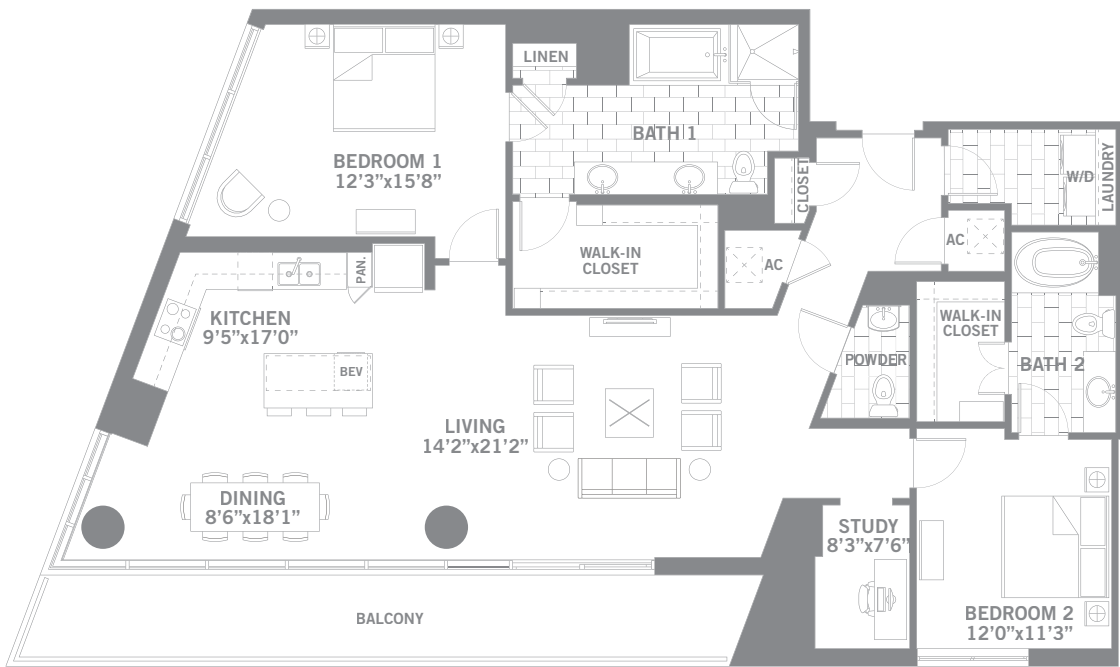 LINEN
BATH 1
BEDROOM 1
12'3"x15'8"
CLOSET
W/D
LAUNDRY
AC
WALK-IN
CLOSET
AC
PAN.
KITCHEN
9'5"x17'0"
BEV
WALK-IN
CLOSET
POWDER
BATH 2
LIVING
14'2"x21'2"
DINING
8'6"x18'1"
STUDY
8'3"x7'6"
BEDROOM 2
12'0"x11'3"
BALCONY